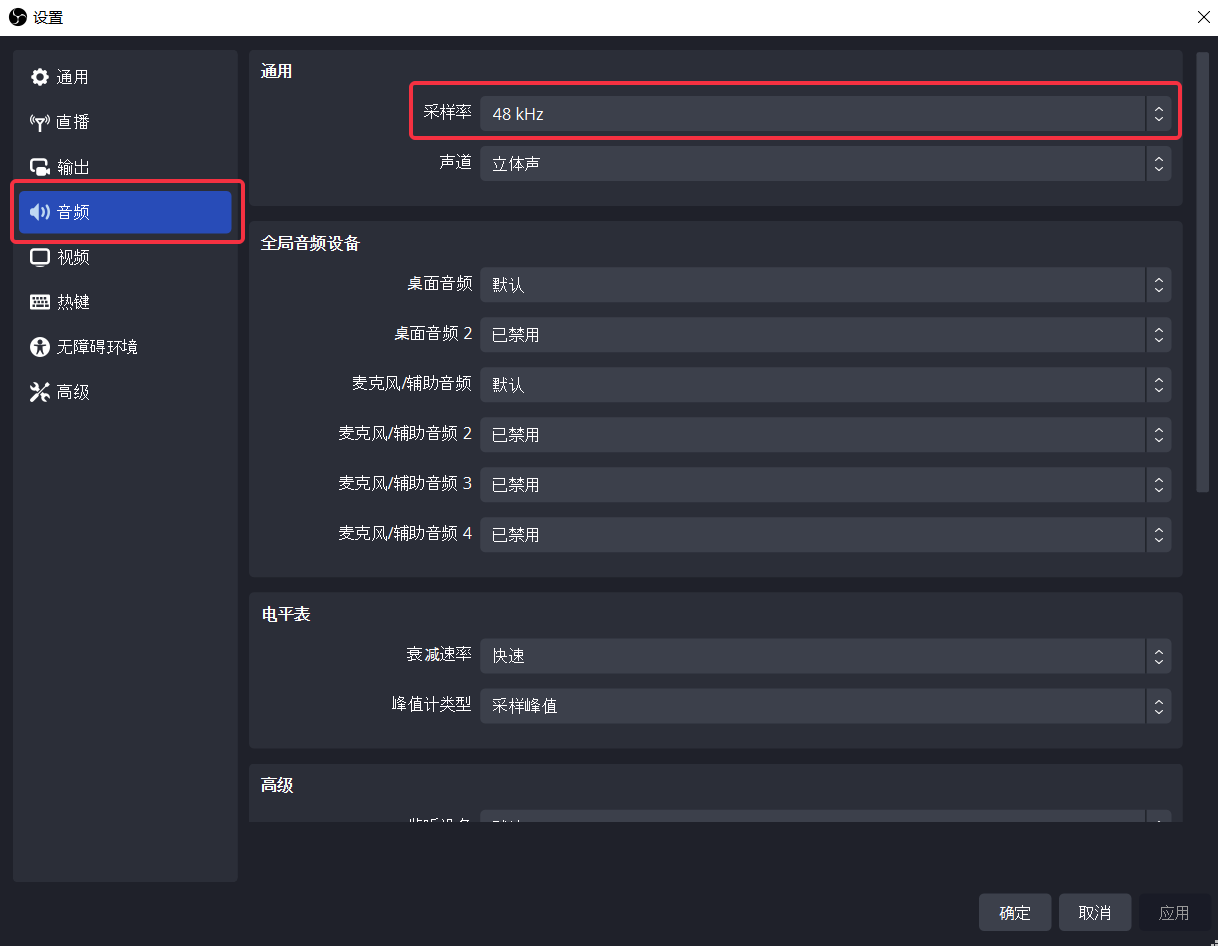 设置
通用
直播
输出
音频
视频
热键
无障碍环境
高级
通用
采样率 48 kHz
声道 立体声
全局音频设备
桌面音频 默认
桌面音频 2 已禁用
麦克风/辅助音频 默认
麦克风/辅助音频 2 已禁用
麦克风/辅助音频 3 已禁用
麦克风/辅助音频 4 已禁用
电平表
衰减速率 快速
峰值计类型 采样峰值
高级
确定 取消 应用